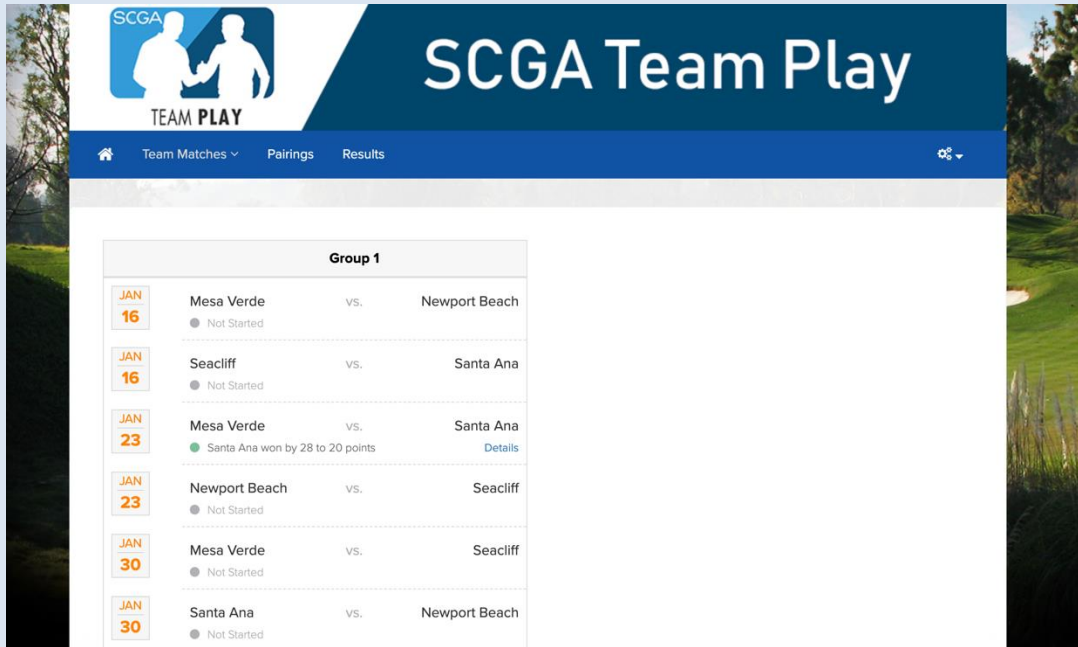 SCGA
TEAM PLAY
SCGA Team Play
Team Matches Pairings Results
Group 1
JAN
16
Mesa Verde vs. Newport Beach
Not Started
JAN
16
Seacliff vs. Santa Ana
Not Started
JAN
23
Mesa Verde vs. Santa Ana
Santa Ana won by 28 to 20 points Details
JAN
23
Newport Beach vs. Seacliff
Not Started
JAN
30
Mesa Verde vs. Seacliff
Not Started
JAN
30
Santa Ana vs. Newport Beach
Not Started